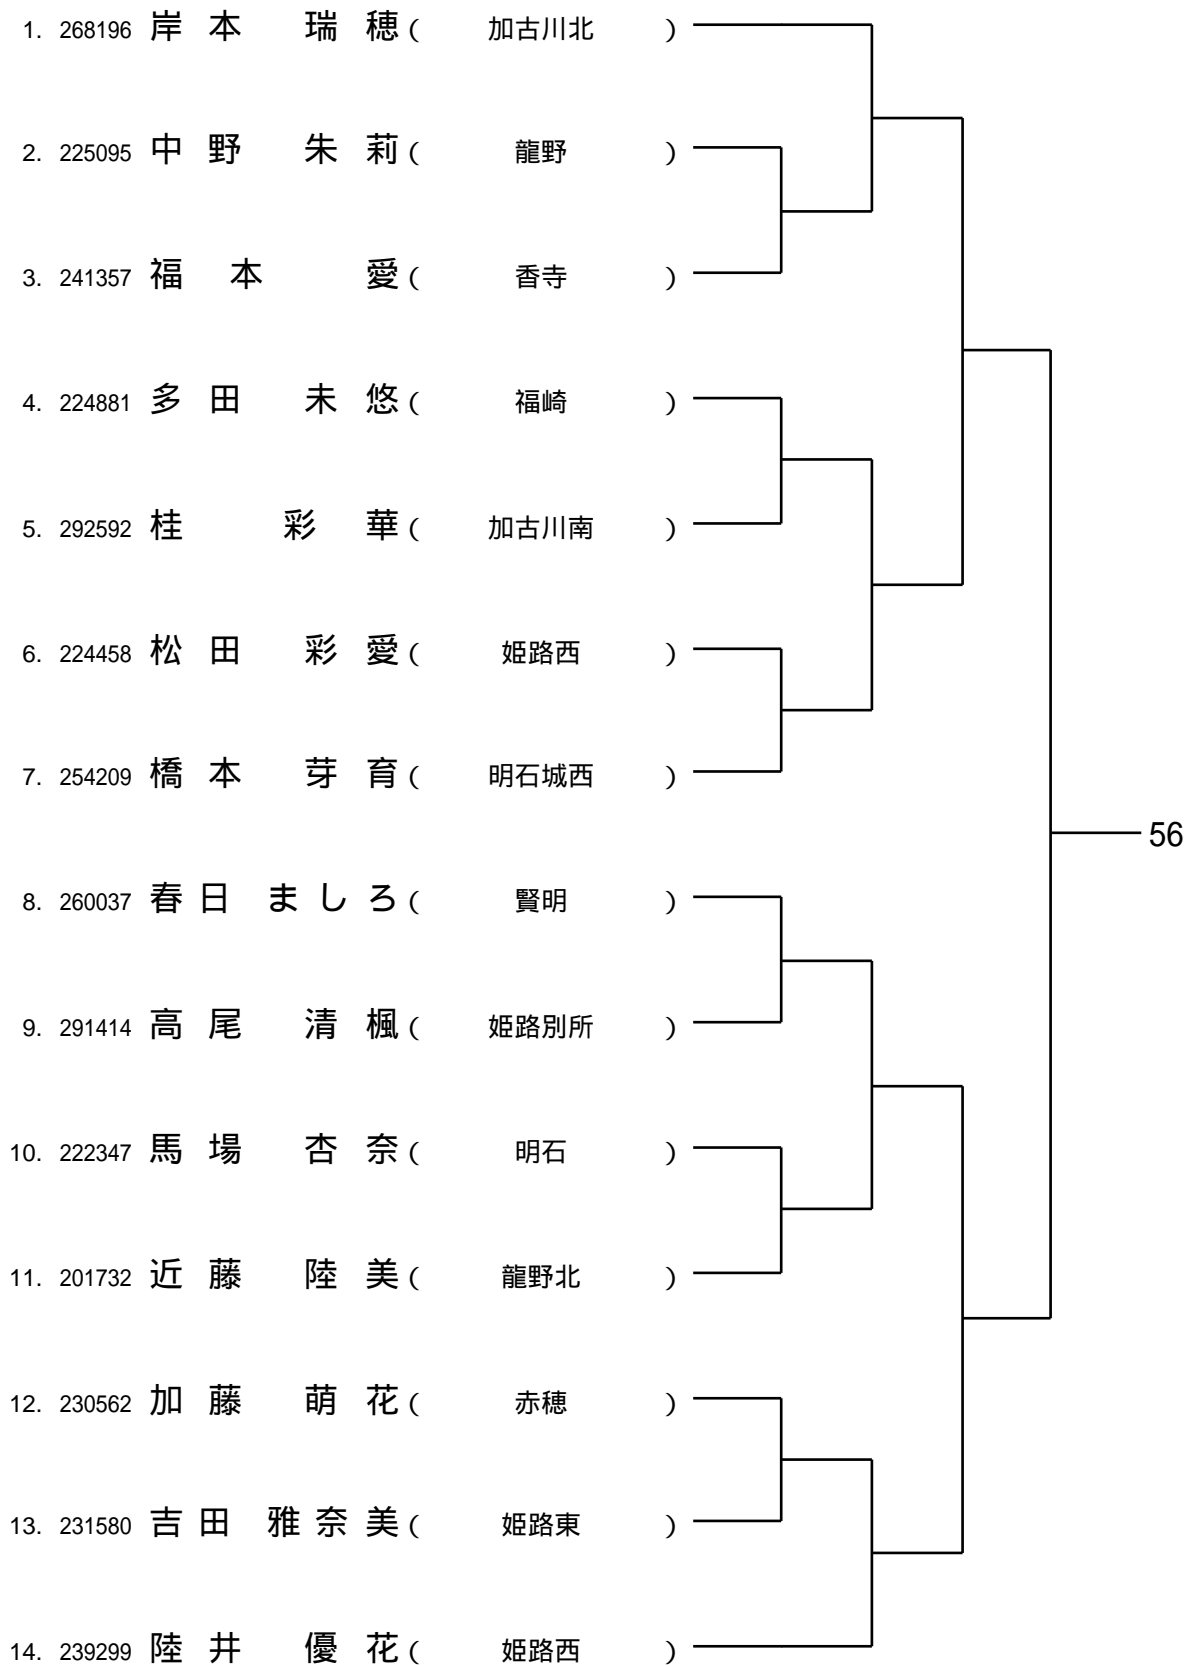 1. 268196 岸本 瑞穂 ( 加古川北 )
2. 225095 中野 朱莉 ( 龍野 )
3. 241357 福本 愛 ( 香寺 )
4. 224881 多田 未悠 ( 福崎 )
5. 292592 桂 彩華 ( 加古川南 )
6. 224458 松田 彩愛 ( 姫路西 )
7. 254209 橋本 芽育 ( 明石城西 )
56
8. 260037 春日 ましろ ( 賢明 )
9. 291414 高尾 清楓 ( 姫路別所 )
10. 222347 馬場 杏奈 ( 明石 )
11. 201732 近藤 陸美 ( 龍野北 )
12. 230562 加藤 萌花 ( 赤穂 )
13. 231580 吉田 雅奈美 ( 姫路東 )
14. 239299 陸井 優花 ( 姫路西 )